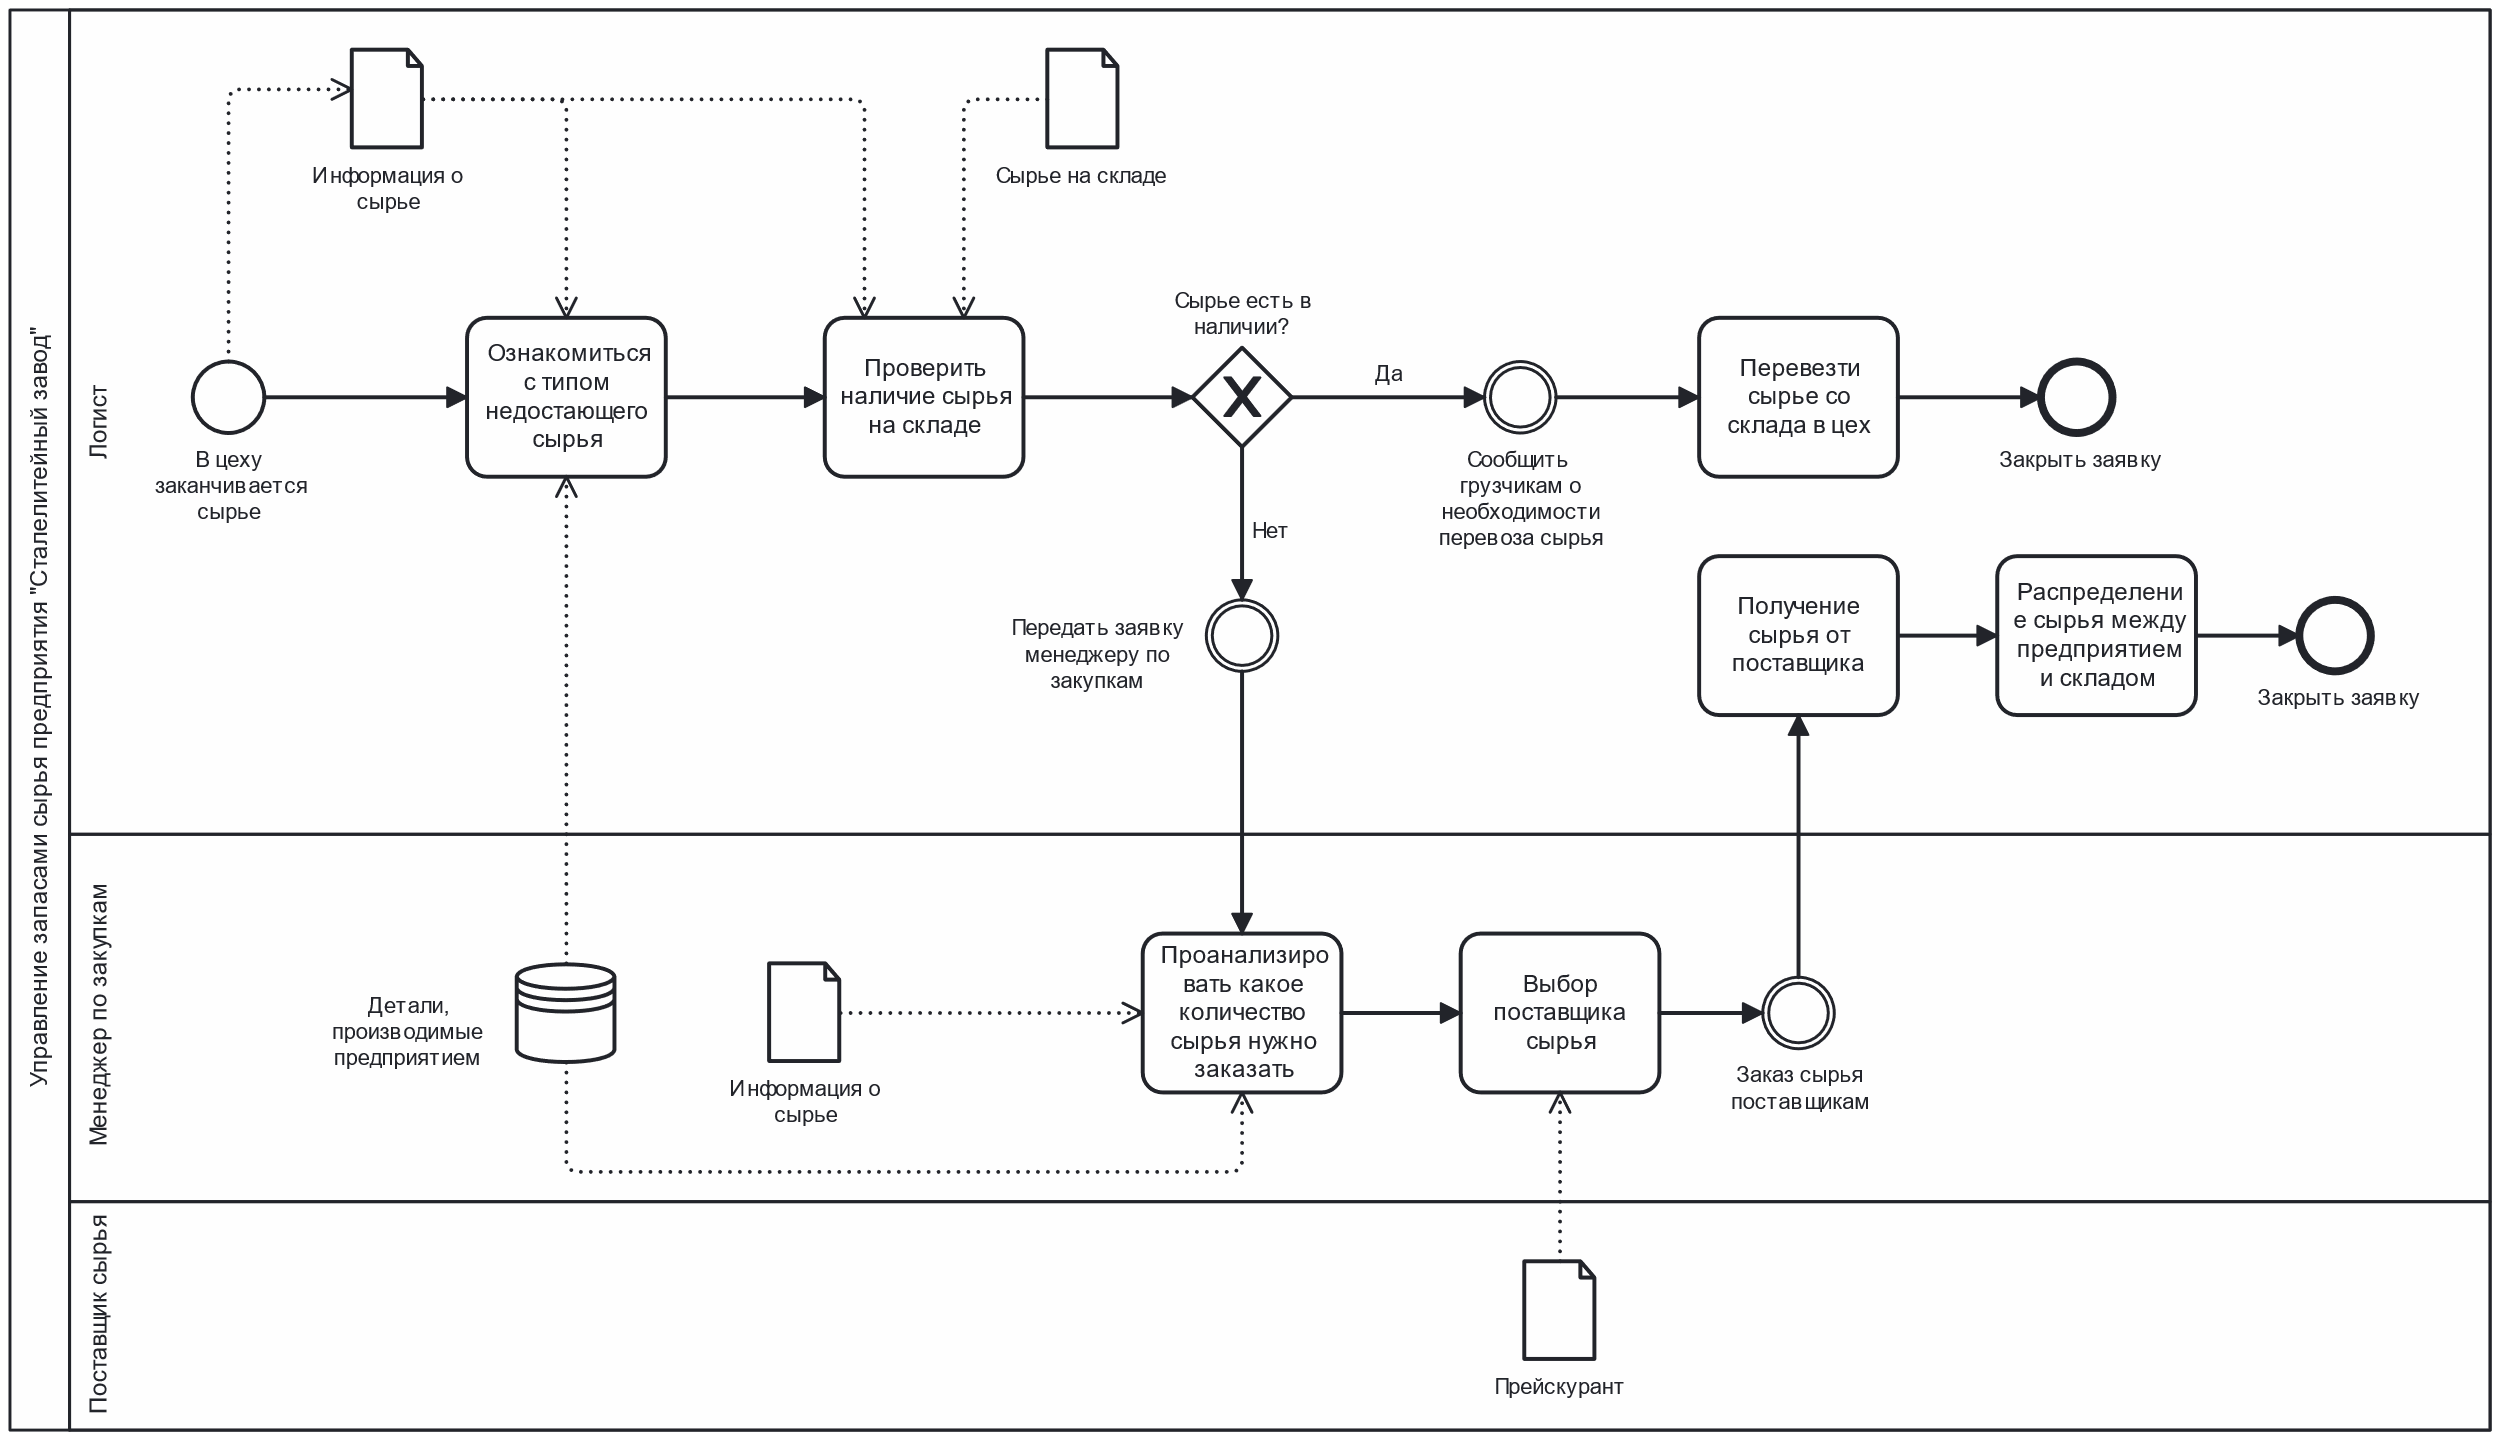 Управление запасами сырья предприятия "Сталелитейный завод"
Логист
Информация о
сырье
Сырье на складе
В цеху
заканчивается
сырье
Ознакомиться
с типом
недостающего
сырья
Проверить
наличие сырья
на складе
Сырье есть в
наличии?
Да
Нет
Сообщить
грузчикам о
необходимости
перевоза сырья
Перевезти
сырье со
склада в цех
Закрыть заявку
Передать заявку
менеджеру по
закупкам
Получение
сырья от
поставщика
Распределени
е сырья между
предприятием
и складом
Закрыть заявку
Менеджер по закупкам
Детали,
производимые
предприятием
Информация о
сырье
Проанализиро
вать какое
количество
сырья нужно
заказать
Выбор
поставщика
сырья
Заказ сырья
поставщикам
Поставщик сырья
Прейскурант